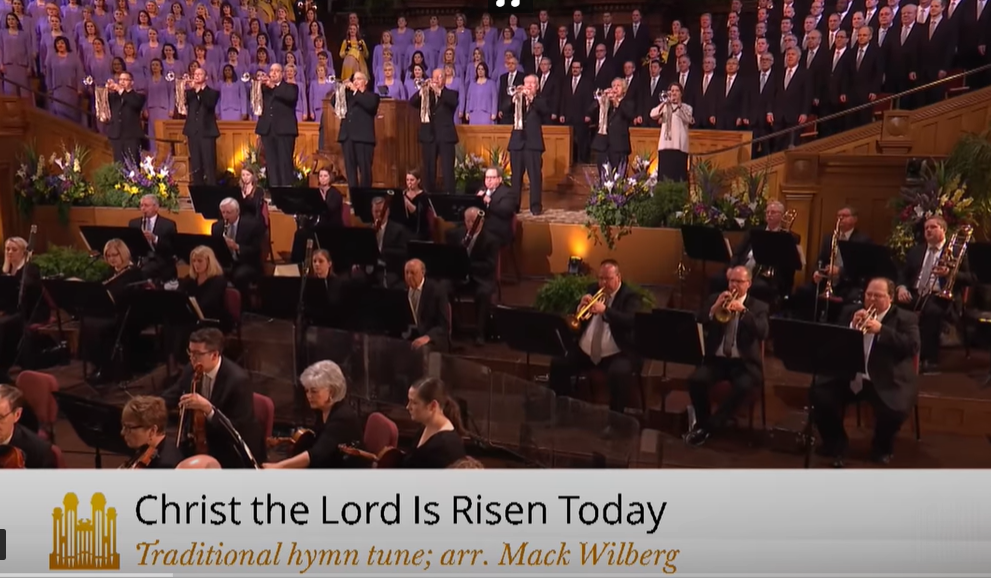 Christ the Lord Is Risen Today
Traditional hymn tune; arr. Mack Wilberg